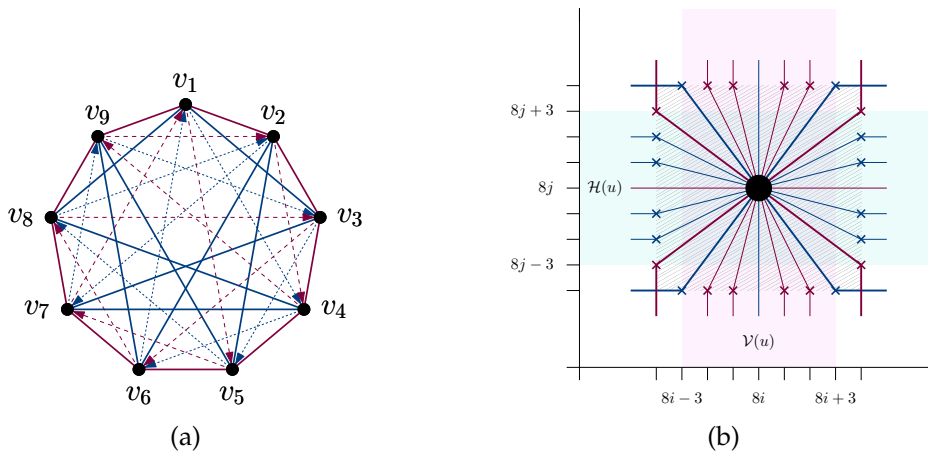 v₁
v₂
v₃
v₄
v₅
v₆
v₇
v₈
v₉
(a)
8j + 3
8j
8j − 3
ℋ(u)
𝒱(u)
8i − 3
8i
8i + 3
(b)